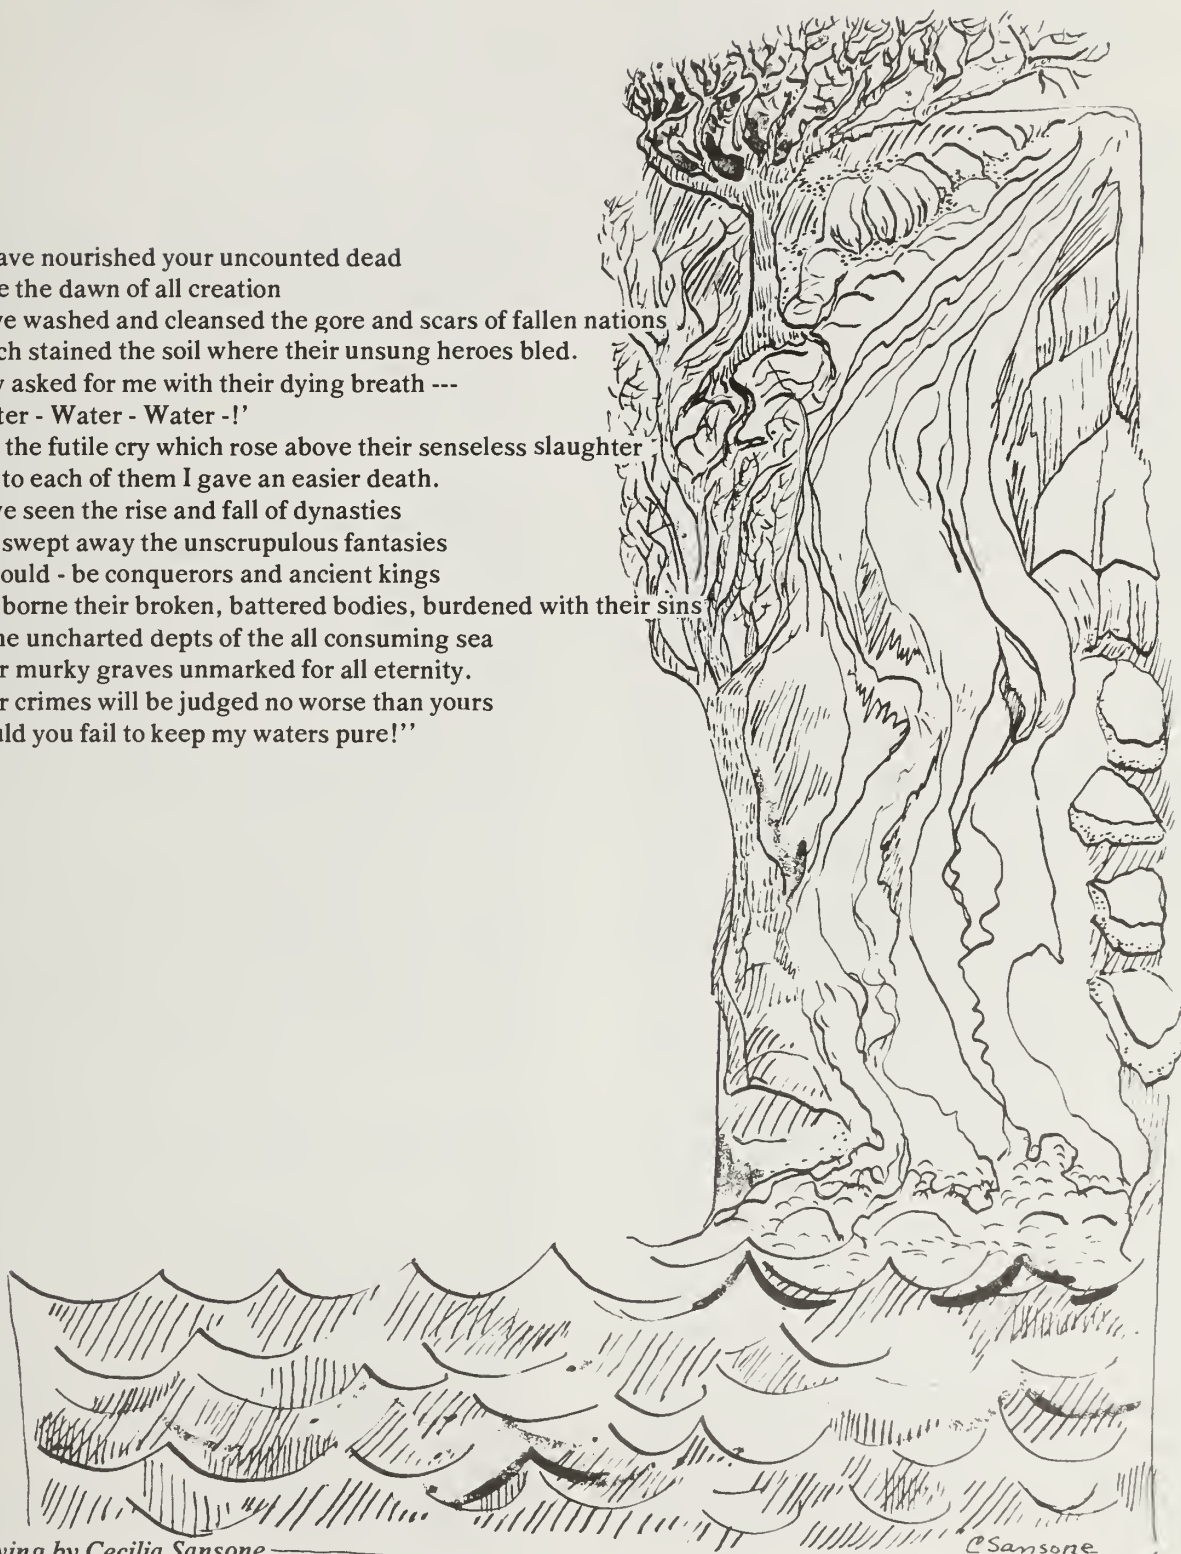 ave nourished your uncounted dead
e the dawn of all creation
ve washed and cleansed the gore and scars of fallen nations
ch stained the soil where their unsung heroes bled.
y asked for me with their dying breath ---
ter - Water - Water -!’
the futile cry which rose above their senseless slaughter
to each of them I gave an easier death.
ve seen the rise and fall of dynasties
swept away the unscrupulous fantasies
ould - be conquerors and ancient kings
borne their broken, battered bodies, burdened with their sins
ne uncharted depts of the all consuming sea
r murky graves unmarked for all eternity.
r crimes will be judged no worse than yours
uld you fail to keep my waters pure!”
wing by Cecilia Sansone
C Sansone